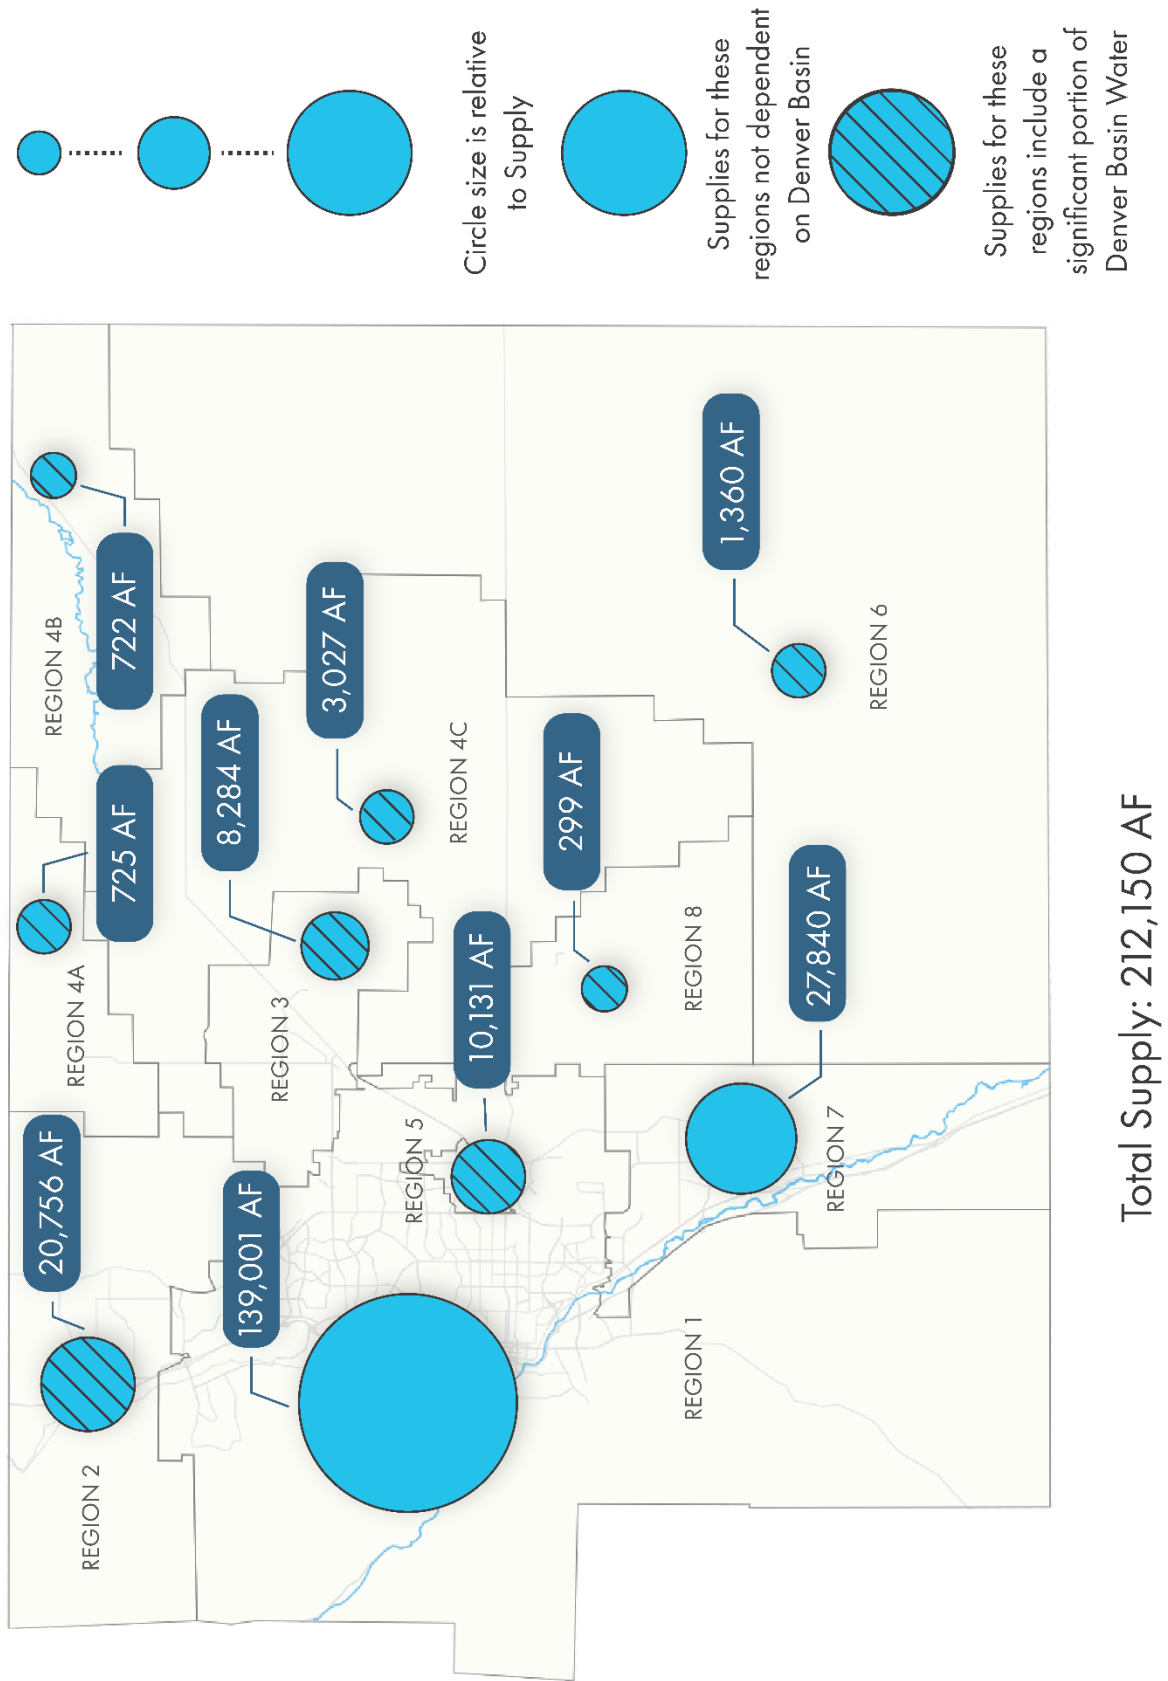 REGION 2
20,756 AF
REGION 4A
725 AF
REGION 4B
722 AF
139,001 AF
REGION 3
8,284 AF
3,027 AF
REGION 4C
REGION 5
10,131 AF
299 AF
REGION 8
REGION 1
REGION 7
27,840 AF
1,360 AF
REGION 6
Total Supply: 212,150 AF
Circle size is relative
to Supply
Supplies for these
regions not dependent
on Denver Basin
Supplies for these
regions include a
significant portion of
Denver Basin Water